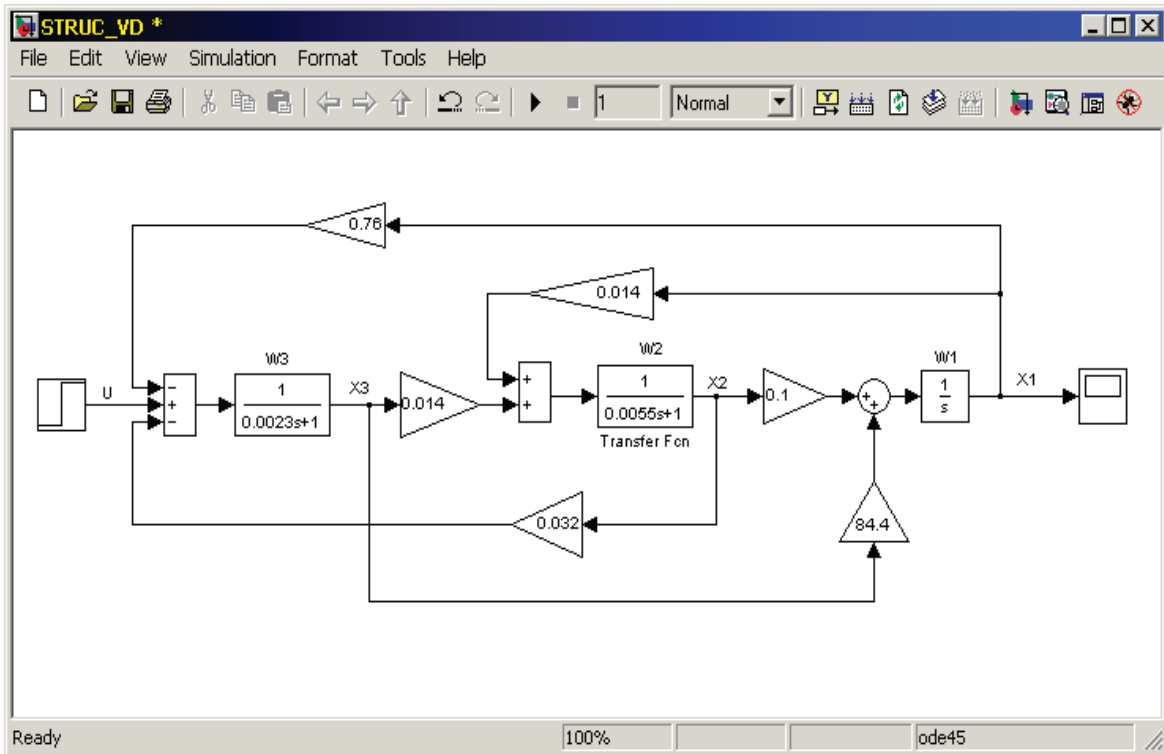 STRUC_VD *
File Edit View Simulation Format Tools Help
1 Normal
0.76
0.014
W3
W2
W1
U
−
+
−
1
0.0023s+1
X3
0.014
+
+
1
0.0055s+1
Transfer Fcn
X2
0.1
+
+
1
s
X1
0.032
84.4
Ready 100% ode45